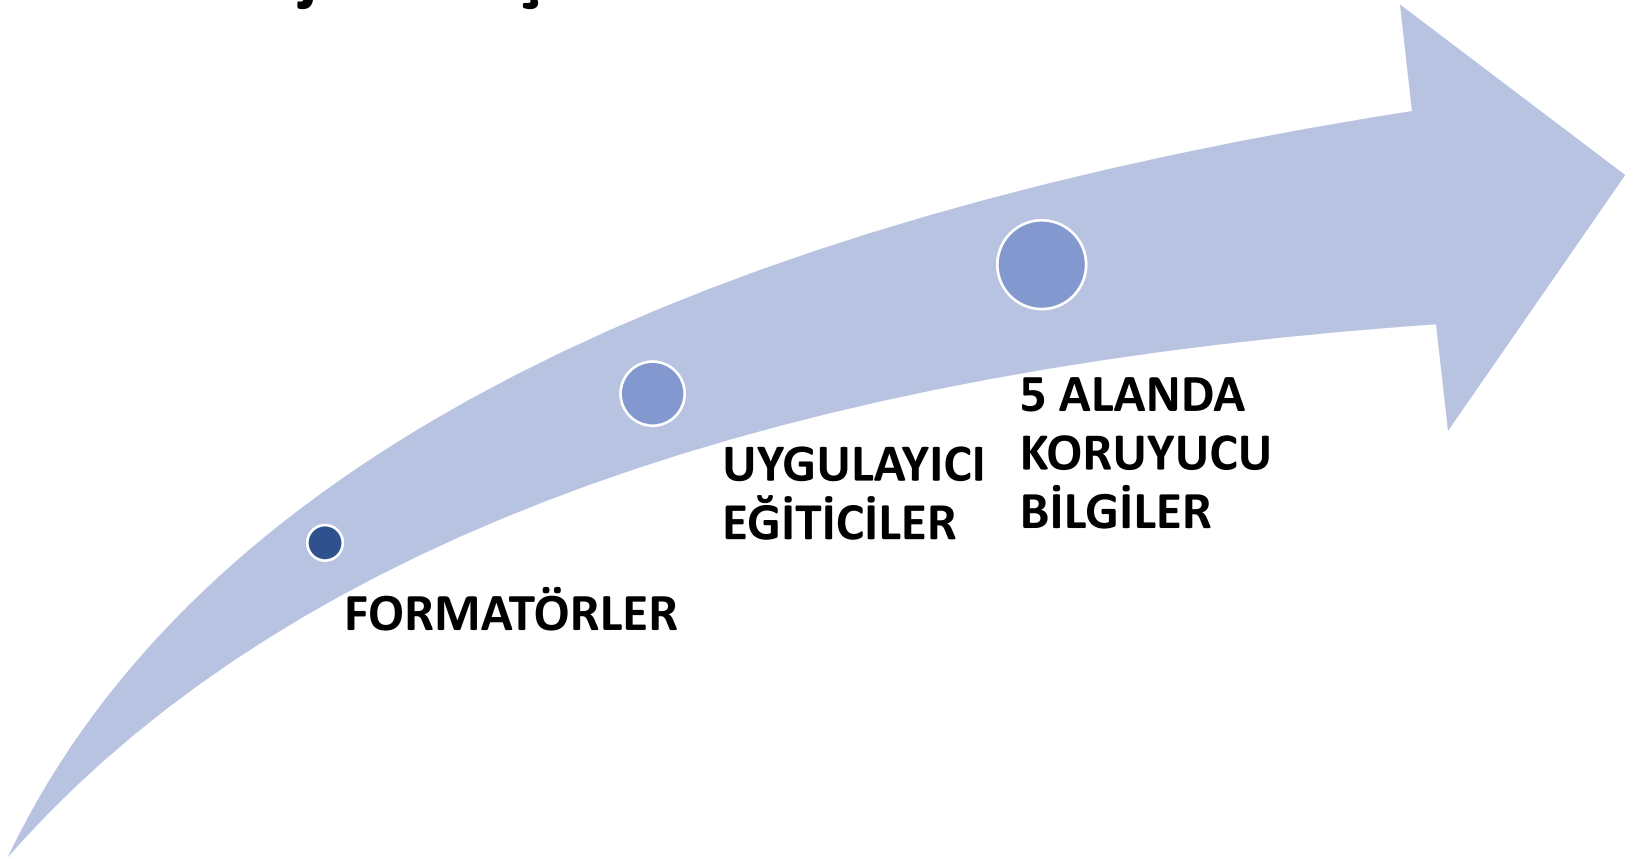 FORMATÖRLER
UYGULAYICI
EĞİTİCİLER
5 ALANDA
KORUYUCU
BİLGİLER